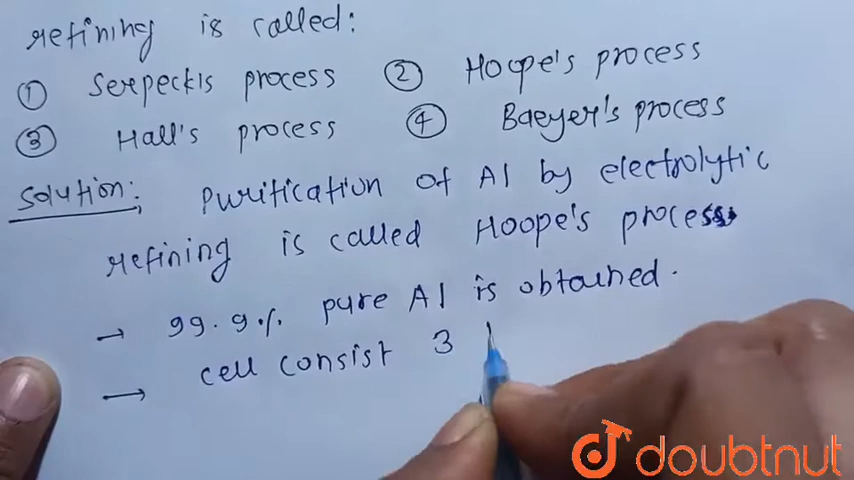 refining is called:
① Serpeckis process ② Hoope's process
③ Hall's process ④ Baeyer's process
Solution: Purification of Al by electrolytic
refining is called Hoope's process
→ 99.9% pure Al is obtained.
→ cell consist 3
doubtnut